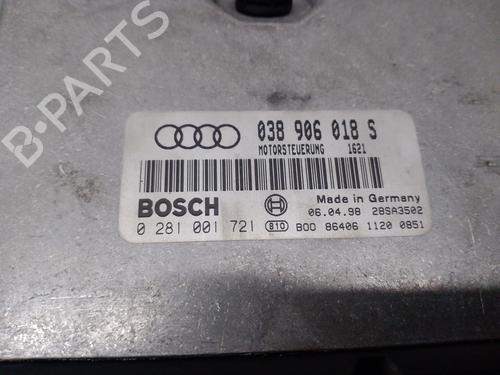 038 906 018 S
MOTORSTEUERUNG 1621
BOSCH
Made in Germany
06.04.98 28SA3502
0 281 001 721 810 BOO 86406 1120 0851
B-PARTS